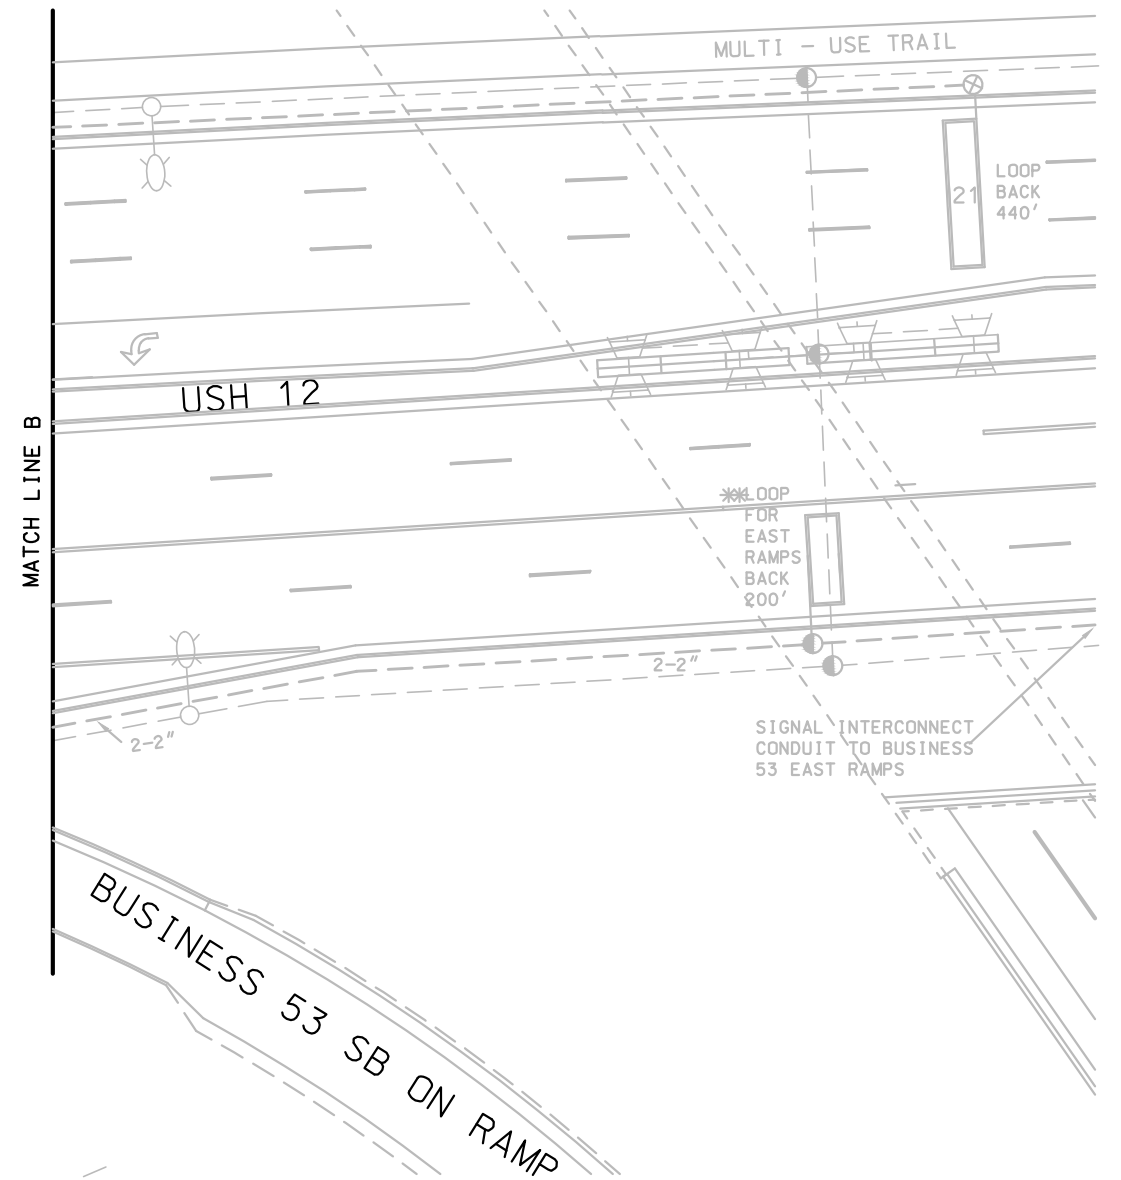 MULTI - USE TRAIL
21
LOOP
BACK
440'
USH 12
MATCH LINE B
**LOOP
FOR
EAST
RAMPS
BACK
200'
2-2"
2-2"
SIGNAL INTERCONNECT
CONDUIT TO BUSINESS
53 EAST RAMPS
BUSINESS 53 SB ON RAMP